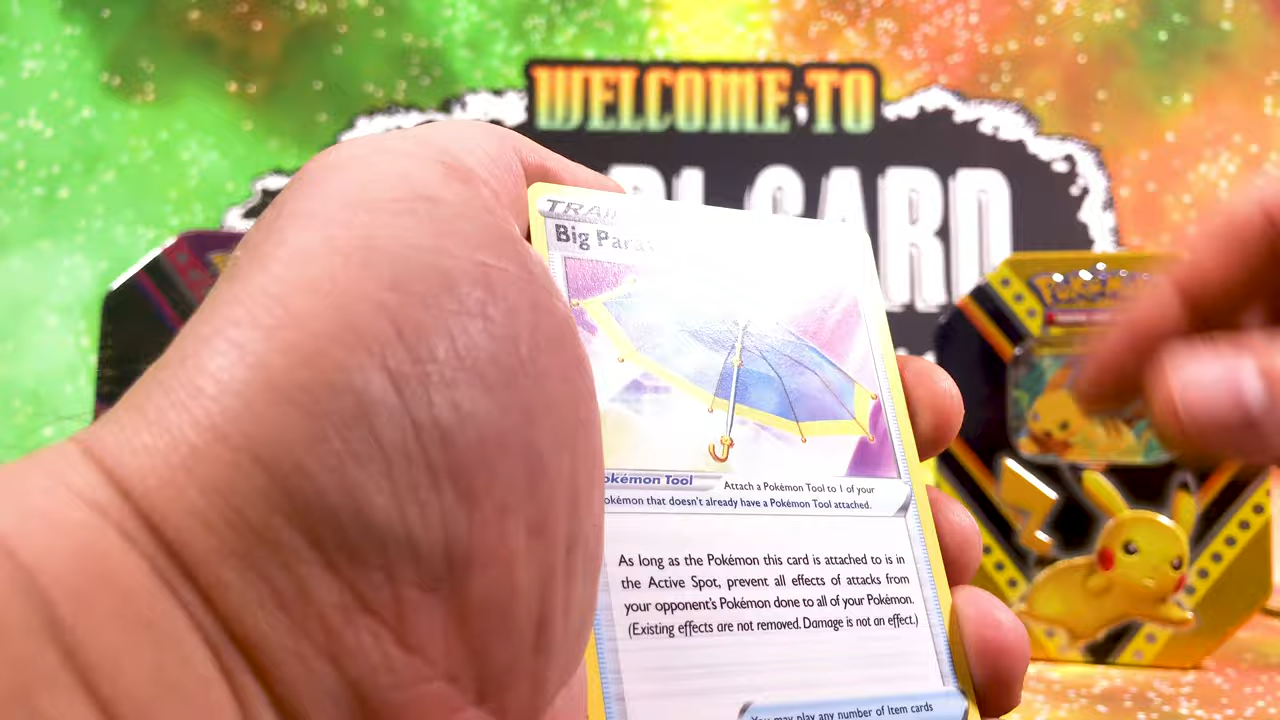 WELCOME TO
CARD
TRAI
Big Para
POKéMON
okémon Tool
Attach a Pokémon Tool to 1 of your
okémon that doesn't already have a Pokémon Tool attached.
As long as the Pokémon this card is attached to is in
the Active Spot, prevent all effects of attacks from
your opponent's Pokémon done to all of your Pokémon.
(Existing effects are not removed. Damage is not an effect.)
You may play any number of Item cards